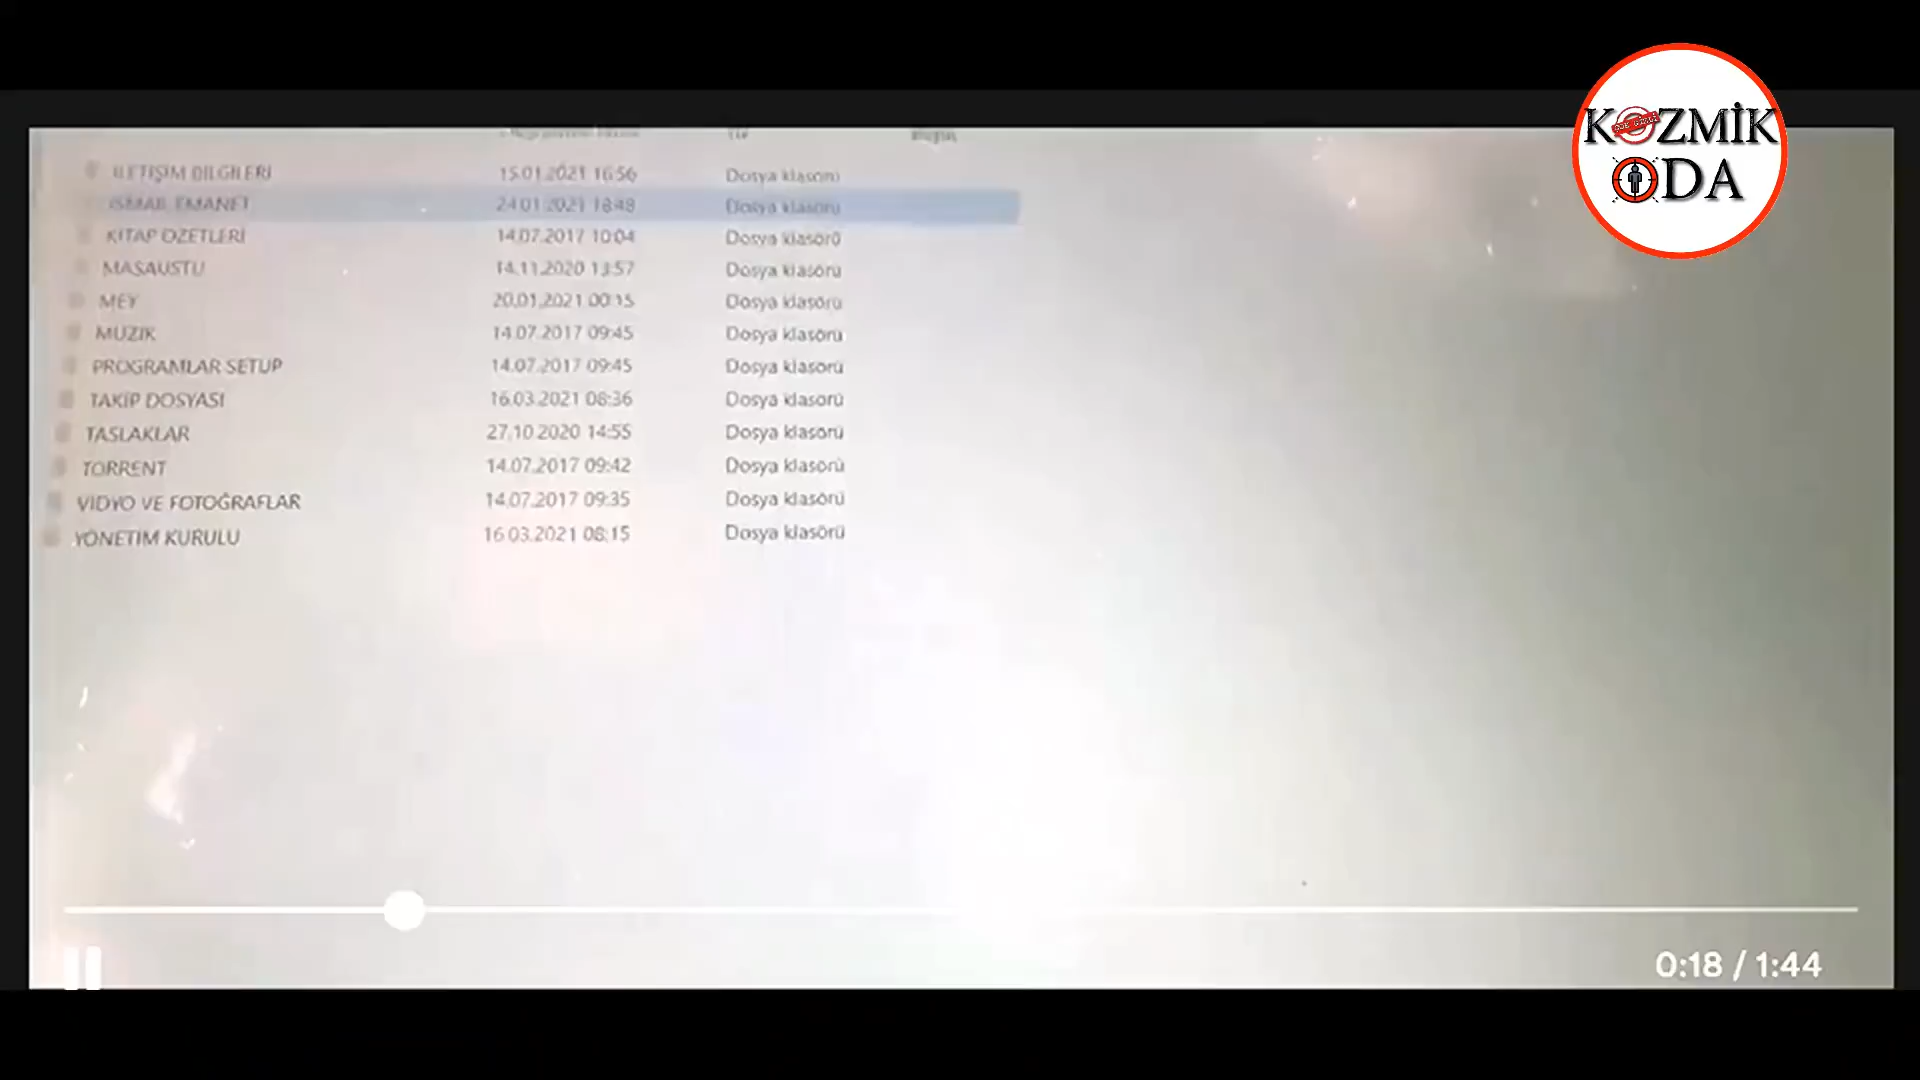 KOZMİK
ODA
İLETİŞİM BİLGİLERİ 15.01.2021 16:56 Dosya klasörü
İSMAİL EMANET 24.01.2021 18:48 Dosya klasörü
KİTAP ÖZETLERİ 14.07.2017 10:04 Dosya klasörü
MASAÜSTÜ 14.11.2020 13:57 Dosya klasörü
MEY 20.01.2021 00:15 Dosya klasörü
MÜZİK 14.07.2017 09:45 Dosya klasörü
PROGRAMLAR SETUP 14.07.2017 09:45 Dosya klasörü
TAKİP DOSYASI 16.03.2021 08:36 Dosya klasörü
TASLAKLAR 27.10.2020 14:55 Dosya klasörü
TORRENT 14.07.2017 09:42 Dosya klasörü
VİDYO VE FOTOĞRAFLAR 14.07.2017 09:35 Dosya klasörü
YÖNETİM KURULU 16.03.2021 08:15 Dosya klasörü
0:18 / 1:44